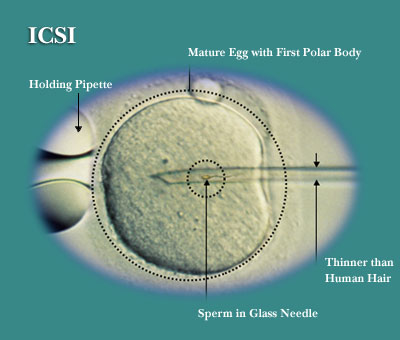 ICSI
Mature Egg with First Polar Body
Holding Pipette
Thinner than
Human Hair
Sperm in Glass Needle